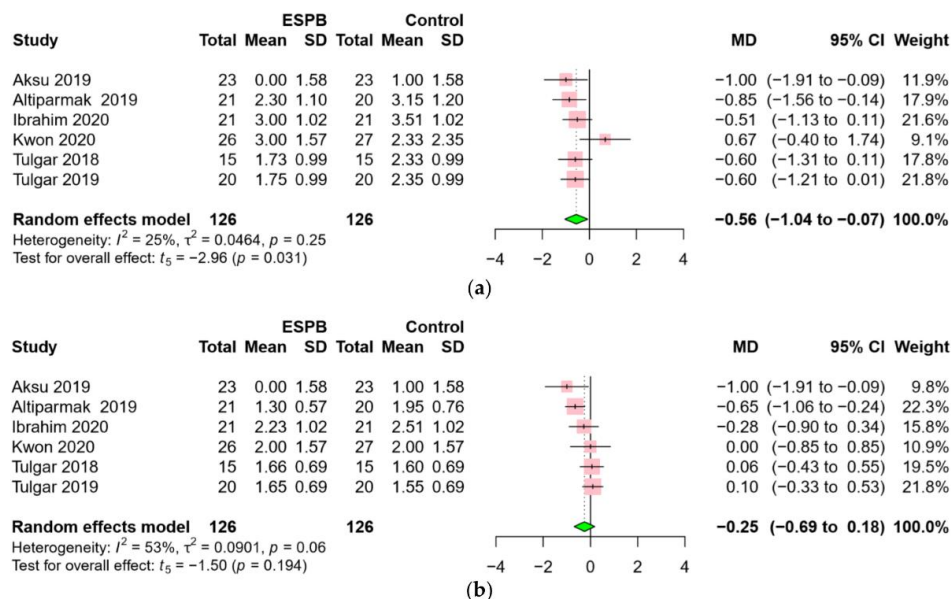 ESPB Control
Study Total Mean SD Total Mean SD MD 95% CI Weight
Aksu 2019 23 0.00 1.58 23 1.00 1.58 −1.00 (−1.91 to −0.09) 11.9%
Altiparmak 2019 21 2.30 1.10 20 3.15 1.20 −0.85 (−1.56 to −0.14) 17.9%
Ibrahim 2020 21 3.00 1.02 21 3.51 1.02 −0.51 (−1.13 to 0.11) 21.6%
Kwon 2020 26 3.00 1.57 27 2.33 2.35 0.67 (−0.40 to 1.74) 9.1%
Tulgar 2018 15 1.73 0.99 15 2.33 0.99 −0.60 (−1.31 to 0.11) 17.8%
Tulgar 2019 20 1.75 0.99 20 2.35 0.99 −0.60 (−1.21 to 0.01) 21.8%
Random effects model 126 126 −0.56 (−1.04 to −0.07) 100.0%
Heterogeneity: I² = 25%, τ² = 0.0464, p = 0.25
Test for overall effect: t₅ = −2.96 (p = 0.031)
−4 −2 0 2 4
(a)
ESPB Control
Study Total Mean SD Total Mean SD MD 95% CI Weight
Aksu 2019 23 0.00 1.58 23 1.00 1.58 −1.00 (−1.91 to −0.09) 9.8%
Altiparmak 2019 21 1.30 0.57 20 1.95 0.76 −0.65 (−1.06 to −0.24) 22.3%
Ibrahim 2020 21 2.23 1.02 21 2.51 1.02 −0.28 (−0.90 to 0.34) 15.8%
Kwon 2020 26 2.00 1.57 27 2.00 1.57 0.00 (−0.85 to 0.85) 10.9%
Tulgar 2018 15 1.66 0.69 15 1.60 0.69 0.06 (−0.43 to 0.55) 19.5%
Tulgar 2019 20 1.65 0.69 20 1.55 0.69 0.10 (−0.33 to 0.53) 21.8%
Random effects model 126 126 −0.25 (−0.69 to 0.18) 100.0%
Heterogeneity: I² = 53%, τ² = 0.0901, p = 0.06
Test for overall effect: t₅ = −1.50 (p = 0.194)
−4 −2 0 2 4
(b)